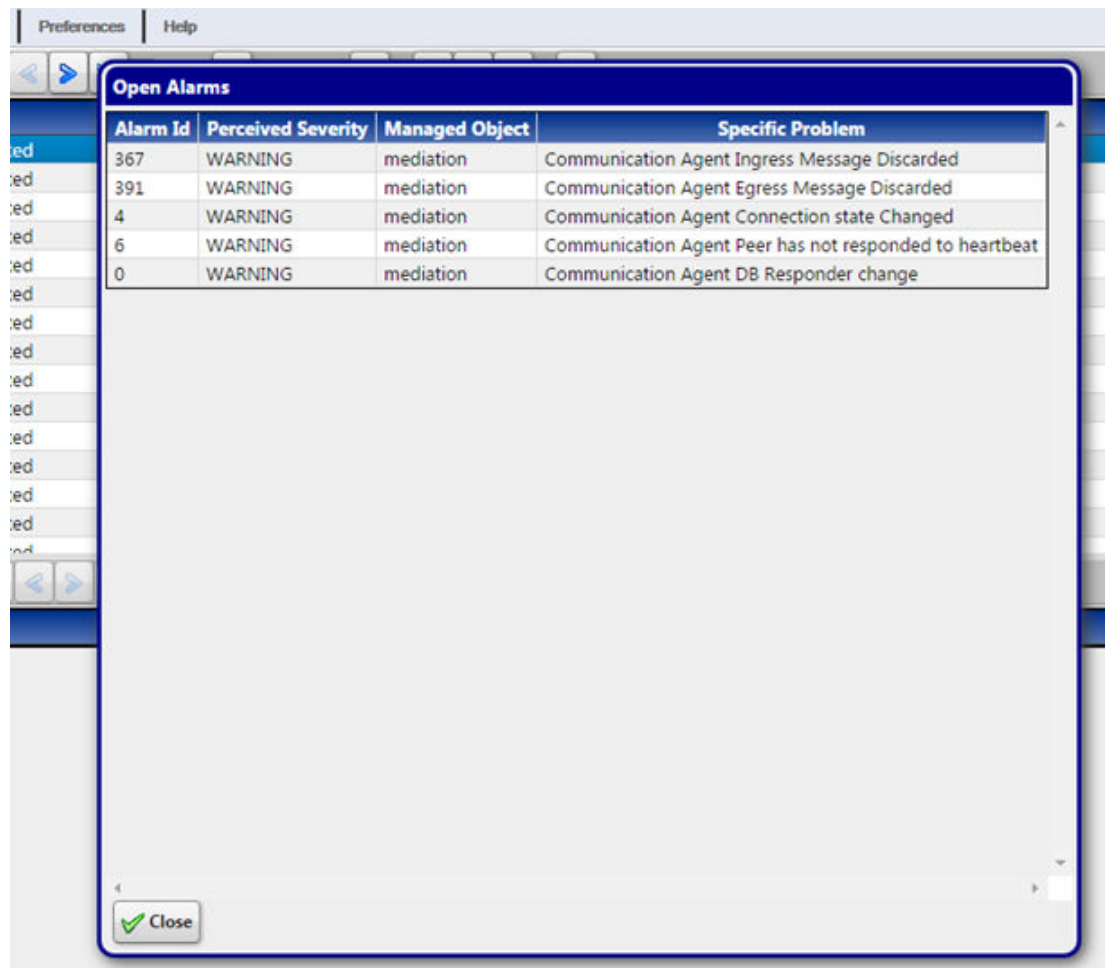 Preferences Help
Open Alarms
Alarm Id Perceived Severity Managed Object Specific Problem
367 WARNING mediation Communication Agent Ingress Message Discarded
391 WARNING mediation Communication Agent Egress Message Discarded
4 WARNING mediation Communication Agent Connection state Changed
6 WARNING mediation Communication Agent Peer has not responded to heartbeat
0 WARNING mediation Communication Agent DB Responder change
Close